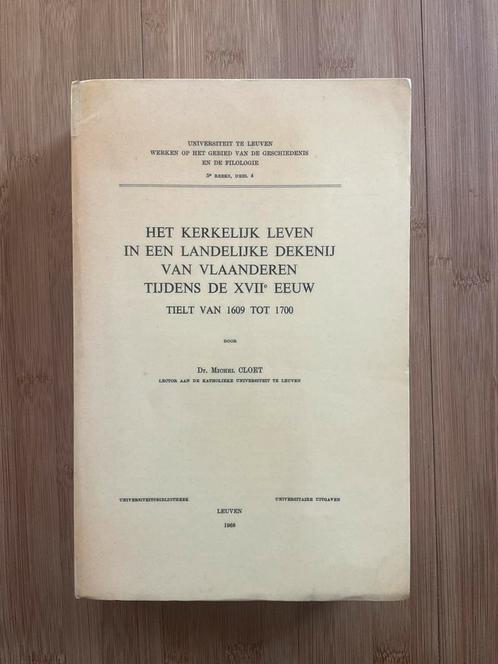 UNIVERSITEIT TE LEUVEN
WERKEN OP HET GEBIED VAN DE GESCHIEDENIS
EN DE FILOLOGIE
5e REEKS, DEEL 4
HET KERKELIJK LEVEN
IN EEN LANDELIJKE DEKENIJ
VAN VLAANDEREN
TIJDENS DE XVIIe EEUW
TIELT VAN 1609 TOT 1700
DOOR
Dr. Michel CLOET
LECTOR AAN DE KATHOLIEKE UNIVERSITEIT TE LEUVEN
UNIVERSITEITSBIBLIOTHEEK UNIVERSITAIRE UITGAVEN
LEUVEN
1968